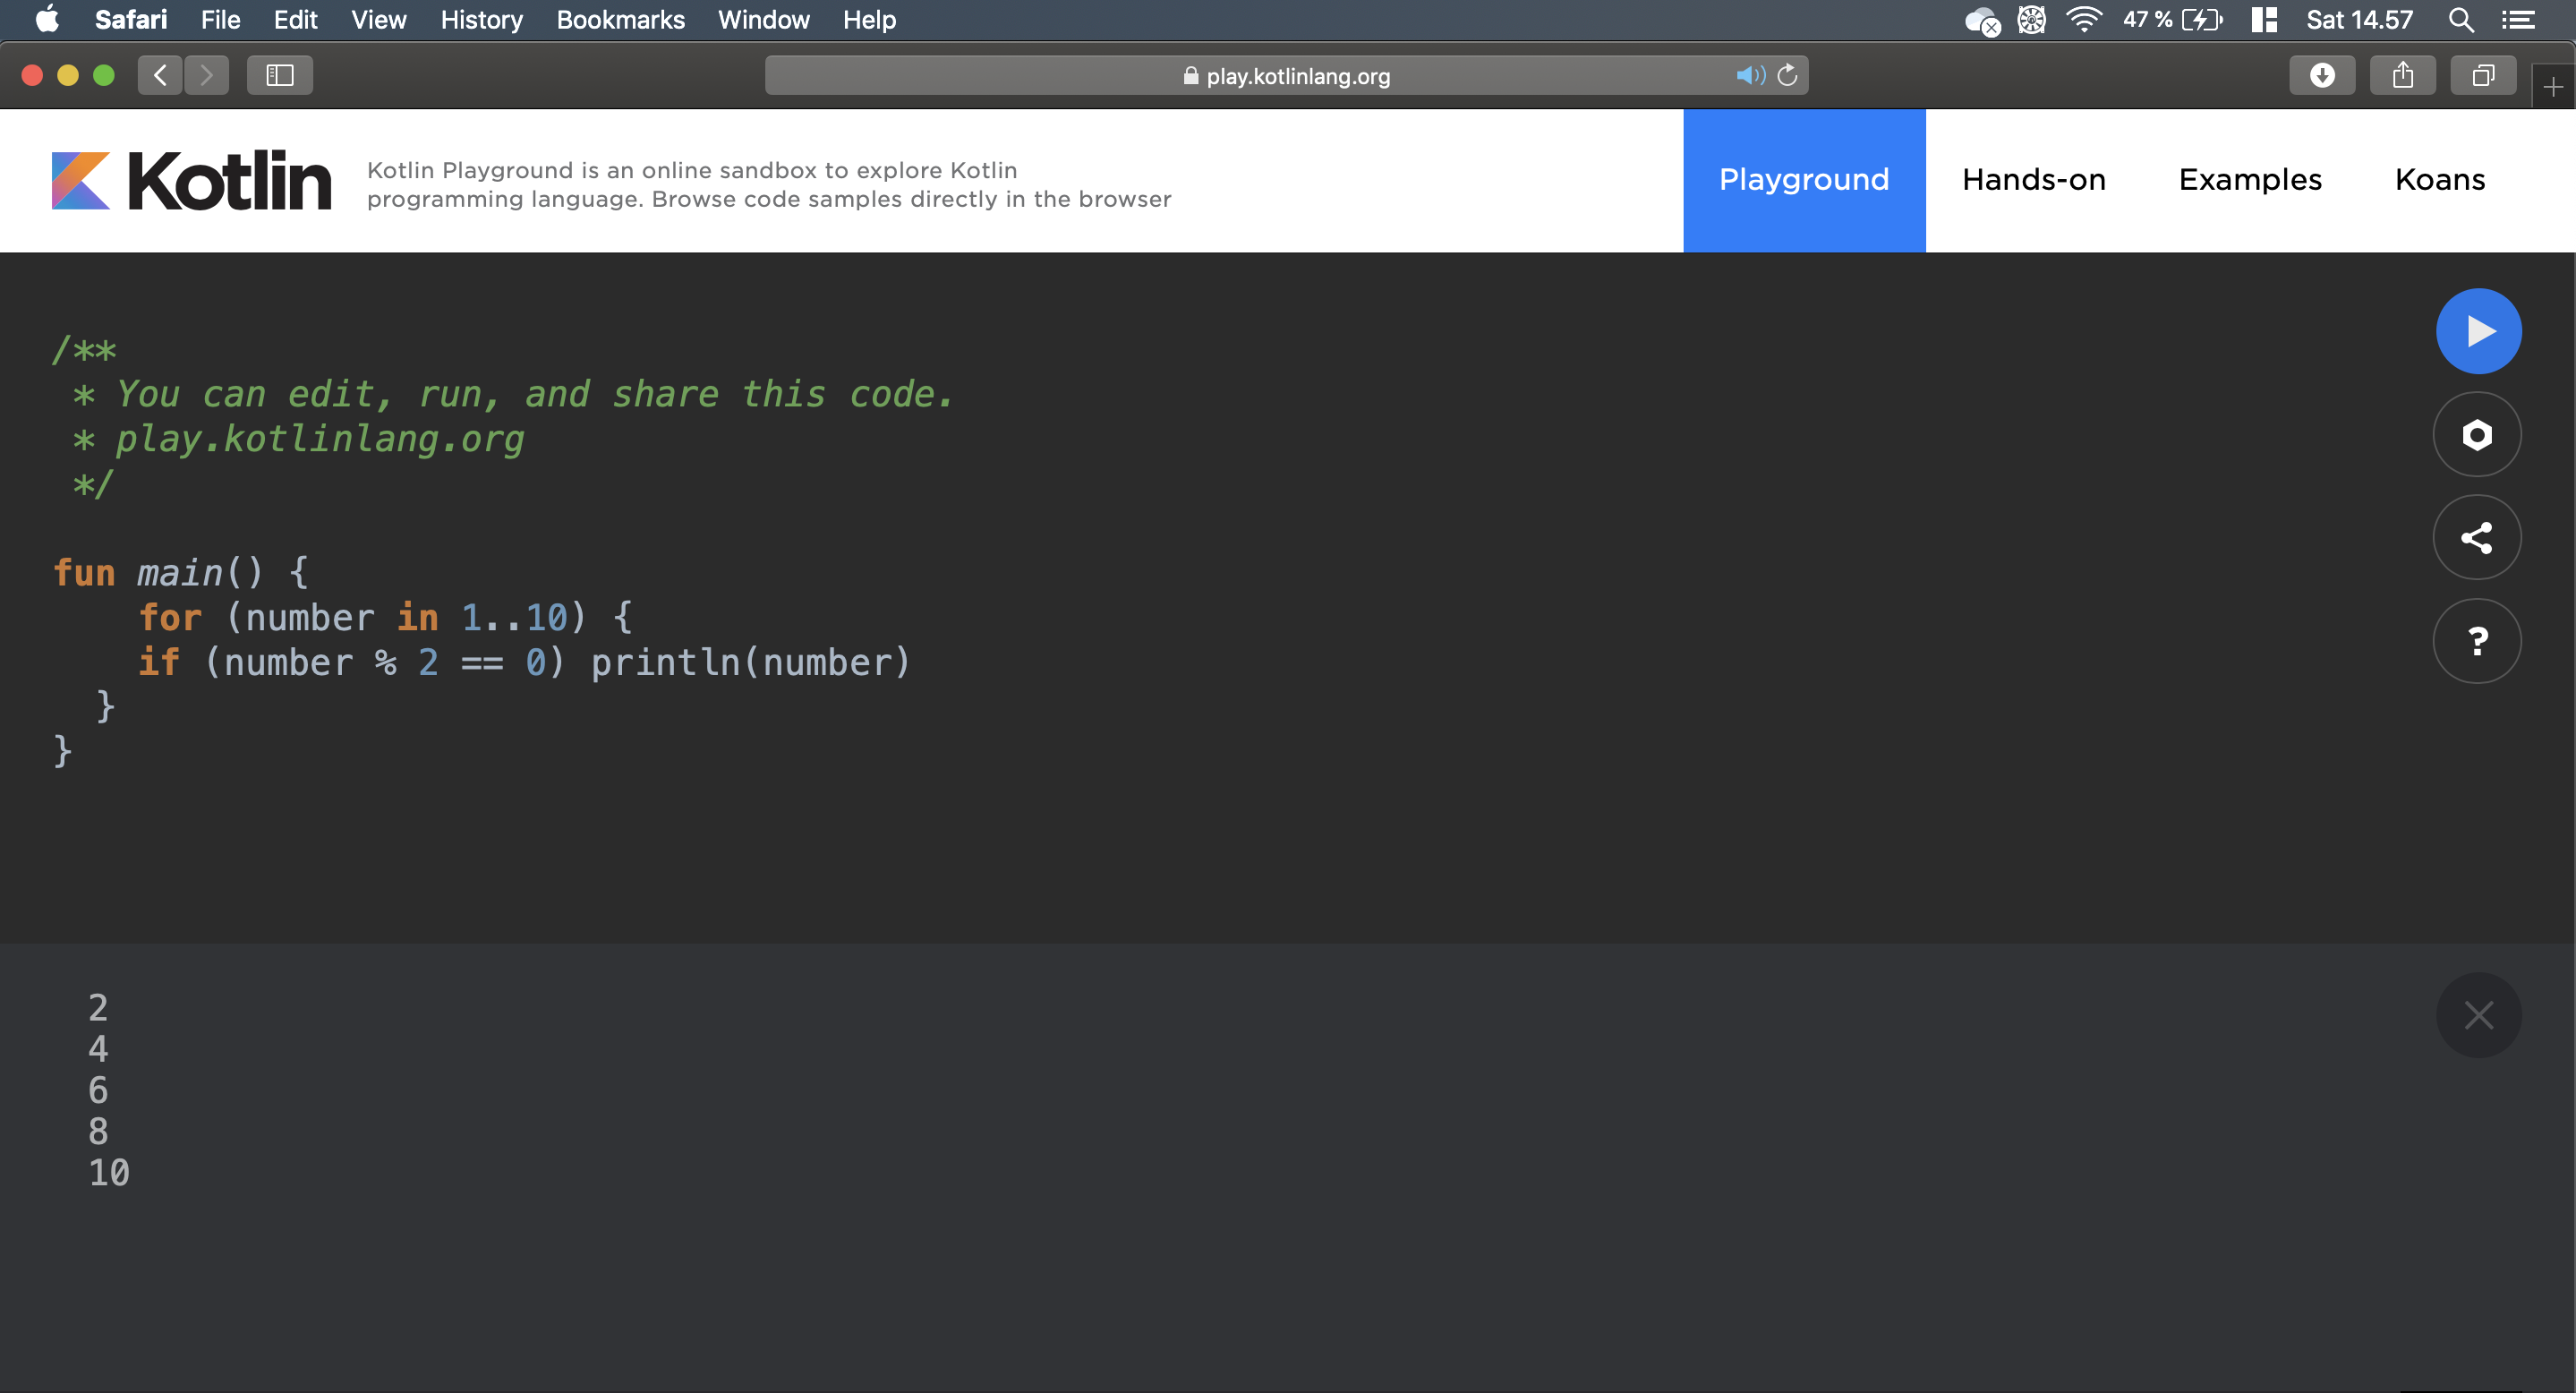 Safari File Edit View History Bookmarks Window Help 47 % Sat 14.57
play.kotlinlang.org
Kotlin
Kotlin Playground is an online sandbox to explore Kotlin
programming language. Browse code samples directly in the browser
Playground Hands-on Examples Koans
/**
 * You can edit, run, and share this code.
 * play.kotlinlang.org
 */
fun main() {
    for (number in 1..10) {
    if (number % 2 == 0) println(number)
  }
}
?
2
4
6
8
10